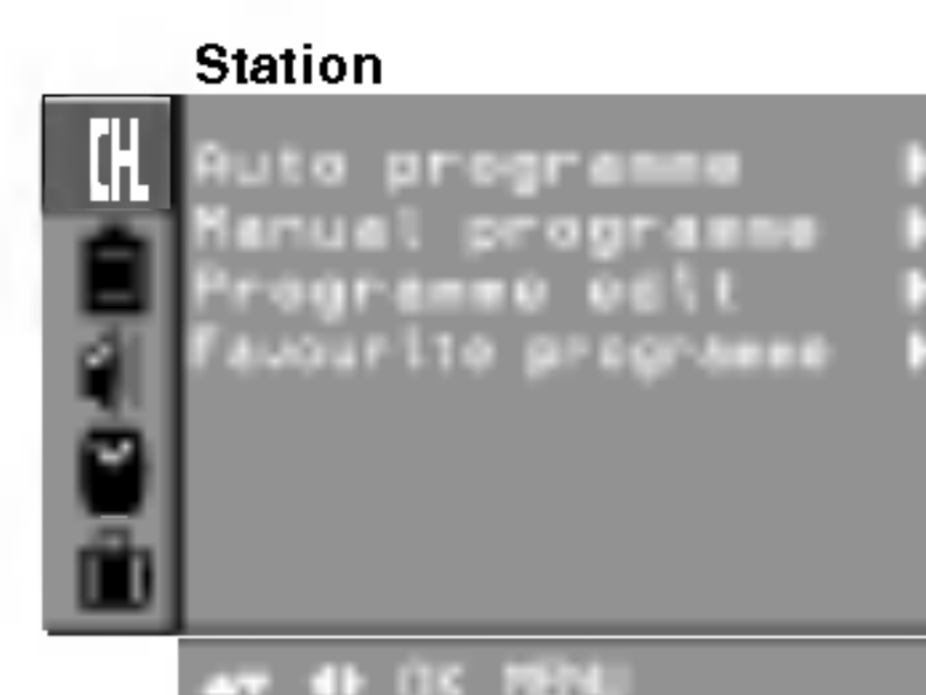 Station
CH
Auto programme
Manual programme
Programme edit
Favourite programme
OK MENU